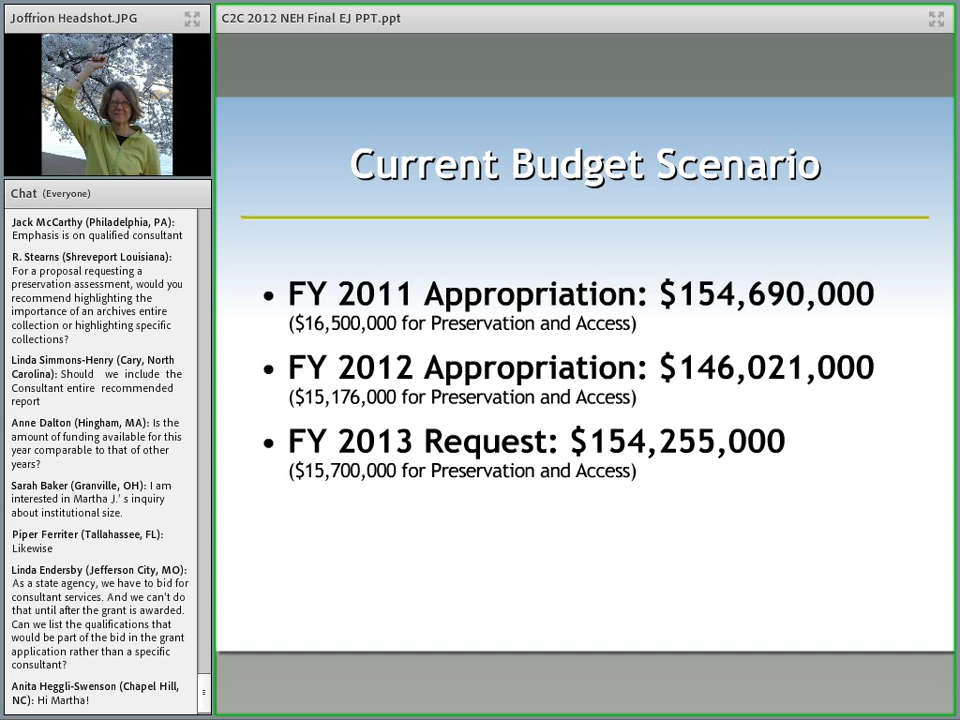 Joffrion Headshot.JPG
C2C 2012 NEH Final EJ PPT.ppt
Chat (Everyone)
Jack McCarthy (Philadelphia, PA):
Emphasis is on qualified consultant
R. Stearns (Shreveport Louisiana):
For a proposal requesting a
preservation assessment, would you
recommend highlighting the
importance of an archives entire
collection or highlighting specific
collections?
Linda Simmons-Henry (Cary, North
Carolina): Should we include the
Consultant entire recommended
report
Anne Dalton (Hingham, MA): Is the
amount of funding available for this
year comparable to that of other
years?
Sarah Baker (Granville, OH): I am
interested in Martha J.' s inquiry
about institutional size.
Piper Ferriter (Tallahassee, FL):
Likewise
Linda Endersby (Jefferson City, MO):
As a state agency, we have to bid for
consultant services. And we can't do
that until after the grant is awarded.
Can we list the qualifications that
would be part of the bid in the grant
application rather than a specific
consultant?
Anita Heggli-Swenson (Chapel Hill,
NC): Hi Martha!
Current Budget Scenario
• FY 2011 Appropriation: $154,690,000
($16,500,000 for Preservation and Access)
• FY 2012 Appropriation: $146,021,000
($15,176,000 for Preservation and Access)
• FY 2013 Request: $154,255,000
($15,700,000 for Preservation and Access)